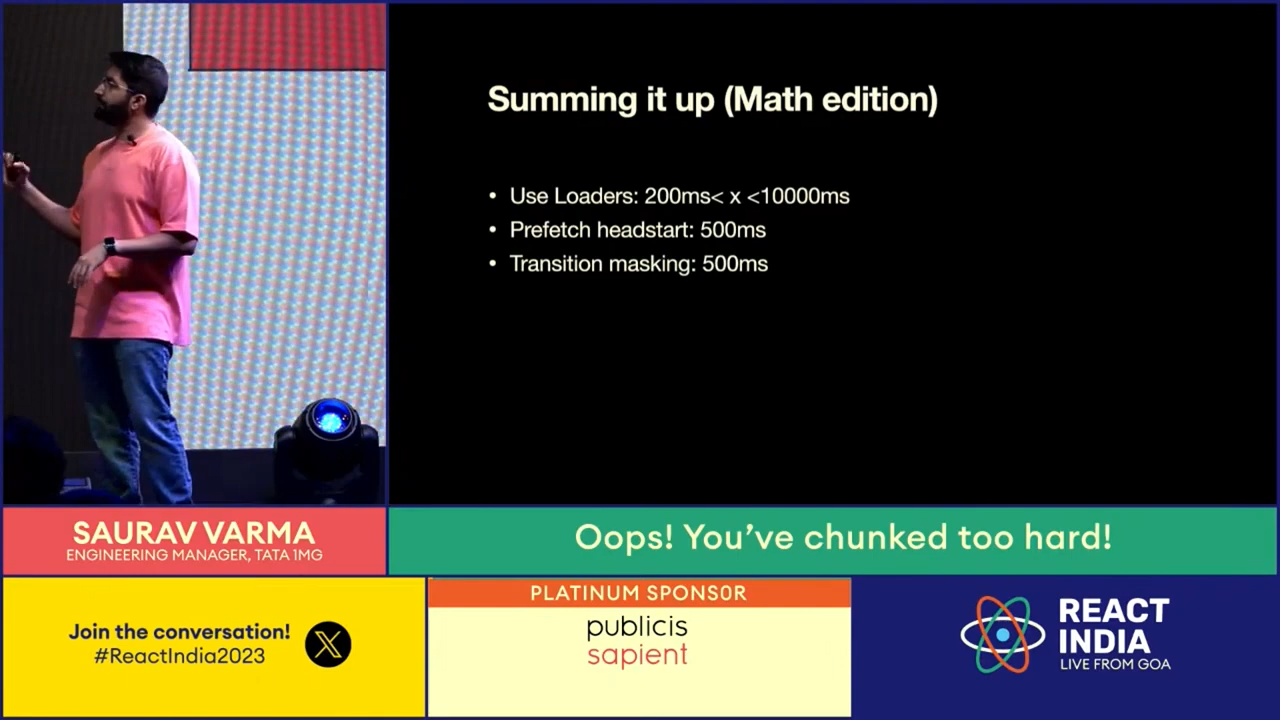 Summing it up (Math edition)
• Use Loaders: 200ms< x <10000ms
• Prefetch headstart: 500ms
• Transition masking: 500ms
SAURAV VARMA
ENGINEERING MANAGER, TATA 1MG
Oops! You've chunked too hard!
Join the conversation!
#ReactIndia2023
PLATINUM SPONSOR
publicis
sapient
REACT
INDIA
LIVE FROM GOA